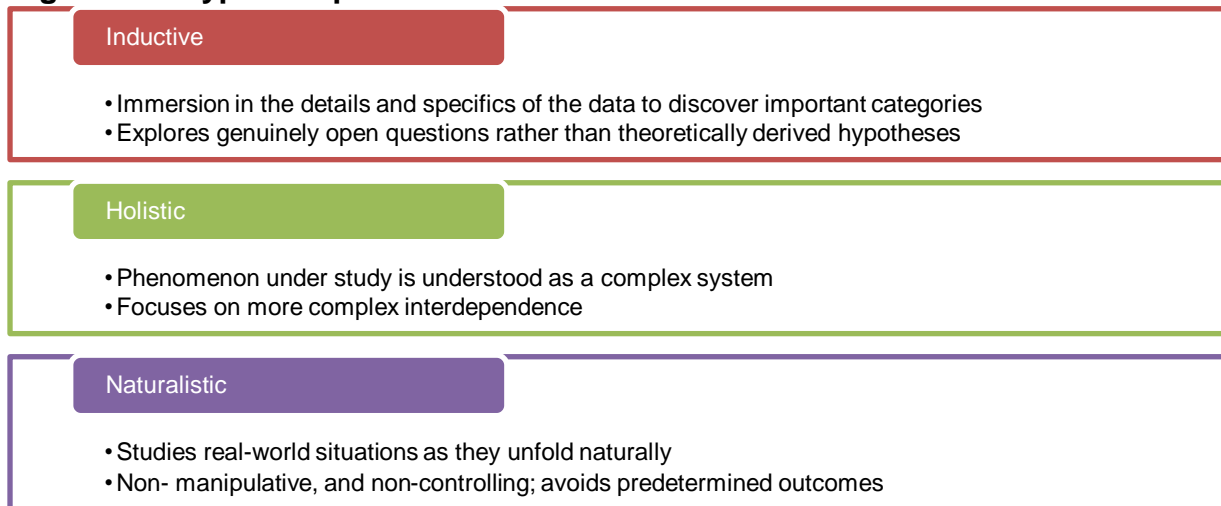 Inductive
• Immersion in the details and specifics of the data to discover important categories
• Explores genuinely open questions rather than theoretically derived hypotheses
Holistic
• Phenomenon under study is understood as a complex system
• Focuses on more complex interdependence
Naturalistic
• Studies real-world situations as they unfold naturally
• Non- manipulative, and non-controlling; avoids predetermined outcomes